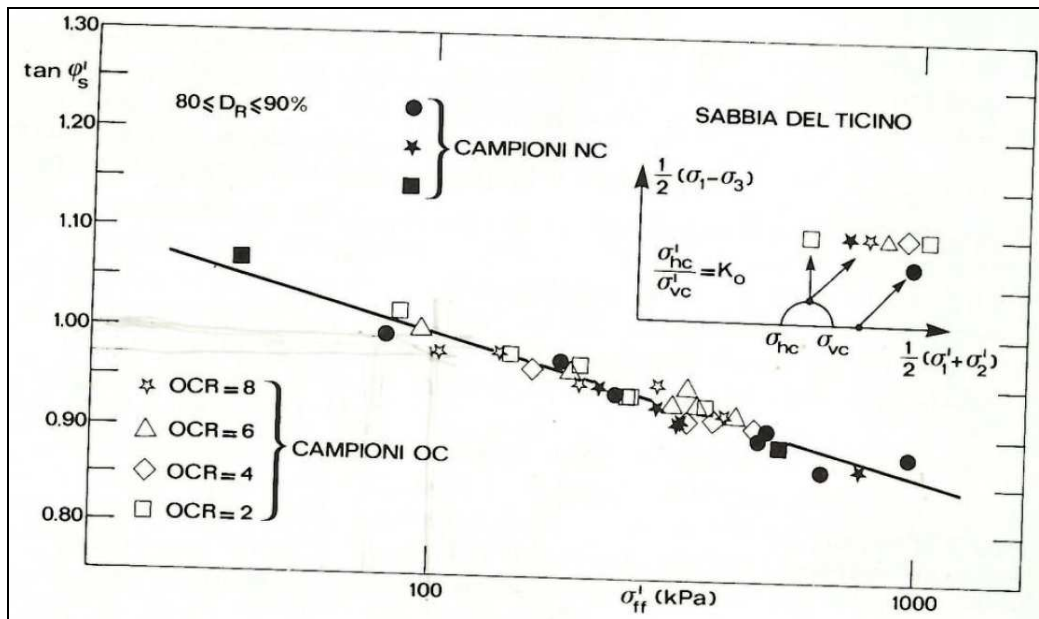 1.30
tan φ's
1.20
1.10
1.00
0.90
0.80
80 ≤ D_R ≤ 90%
CAMPIONI NC
SABBIA DEL TICINO
1/2 (σ1 – σ3)
σ'hc / σ'vc = Ko
σhc
σvc
1/2 (σ'1 + σ'2)
OCR = 8
OCR = 6
OCR = 4
OCR = 2
CAMPIONI OC
100
σ'ff (kPa)
1000